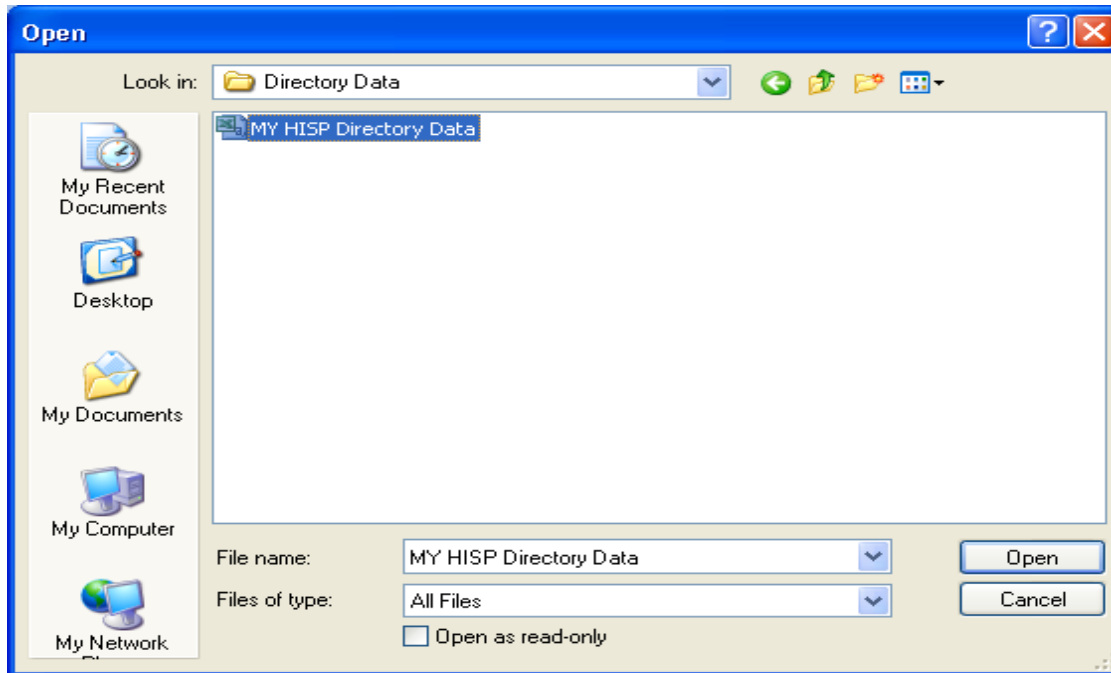 Open
Look in:
Directory Data
MY HISP Directory Data
My Recent
Documents
Desktop
My Documents
My Computer
My Network
File name:
MY HISP Directory Data
Open
Files of type:
All Files
Cancel
Open as read-only